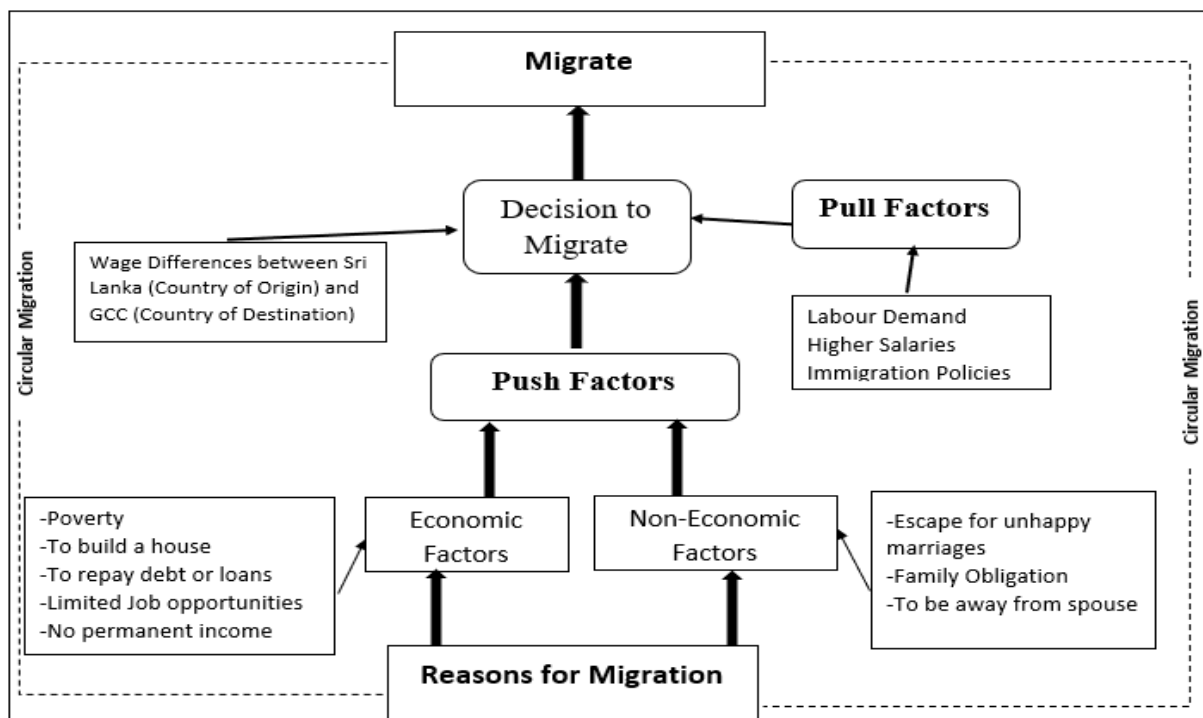 Migrate
Decision to
Migrate
Pull Factors
Wage Differences between Sri
Lanka (Country of Origin) and
GCC (Country of Destination)
Labour Demand
Higher Salaries
Immigration Policies
Circular Migration
Circular Migration
Push Factors
-Poverty
-To build a house
-To repay debt or loans
-Limited Job opportunities
-No permanent income
Economic
Factors
Non-Economic
Factors
-Escape for unhappy
marriages
-Family Obligation
-To be away from spouse
Reasons for Migration